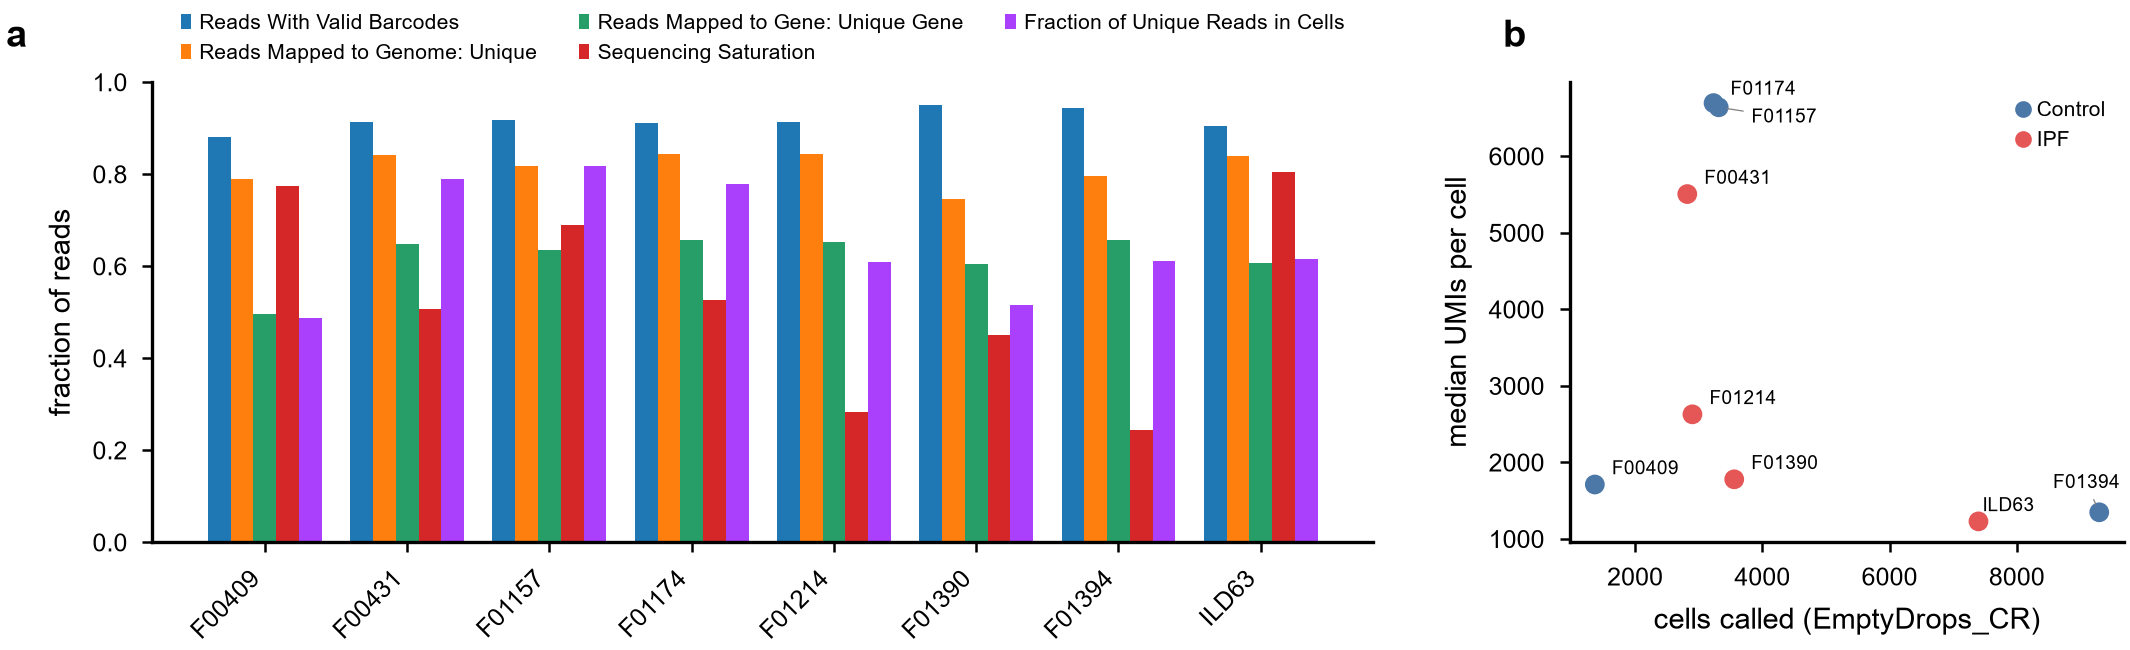 a
Reads With Valid Barcodes
Reads Mapped to Genome: Unique
Reads Mapped to Gene: Unique Gene
Sequencing Saturation
Fraction of Unique Reads in Cells
fraction of reads
1.0
0.8
0.6
0.4
0.2
0.0
F00409
F00431
F01157
F01174
F01214
F01390
F01394
ILD63
b
Control
IPF
median UMIs per cell
6000
5000
4000
3000
2000
1000
F01174
F01157
F00431
F01214
F01390
F00409
F01394
ILD63
2000
4000
6000
8000
cells called (EmptyDrops_CR)